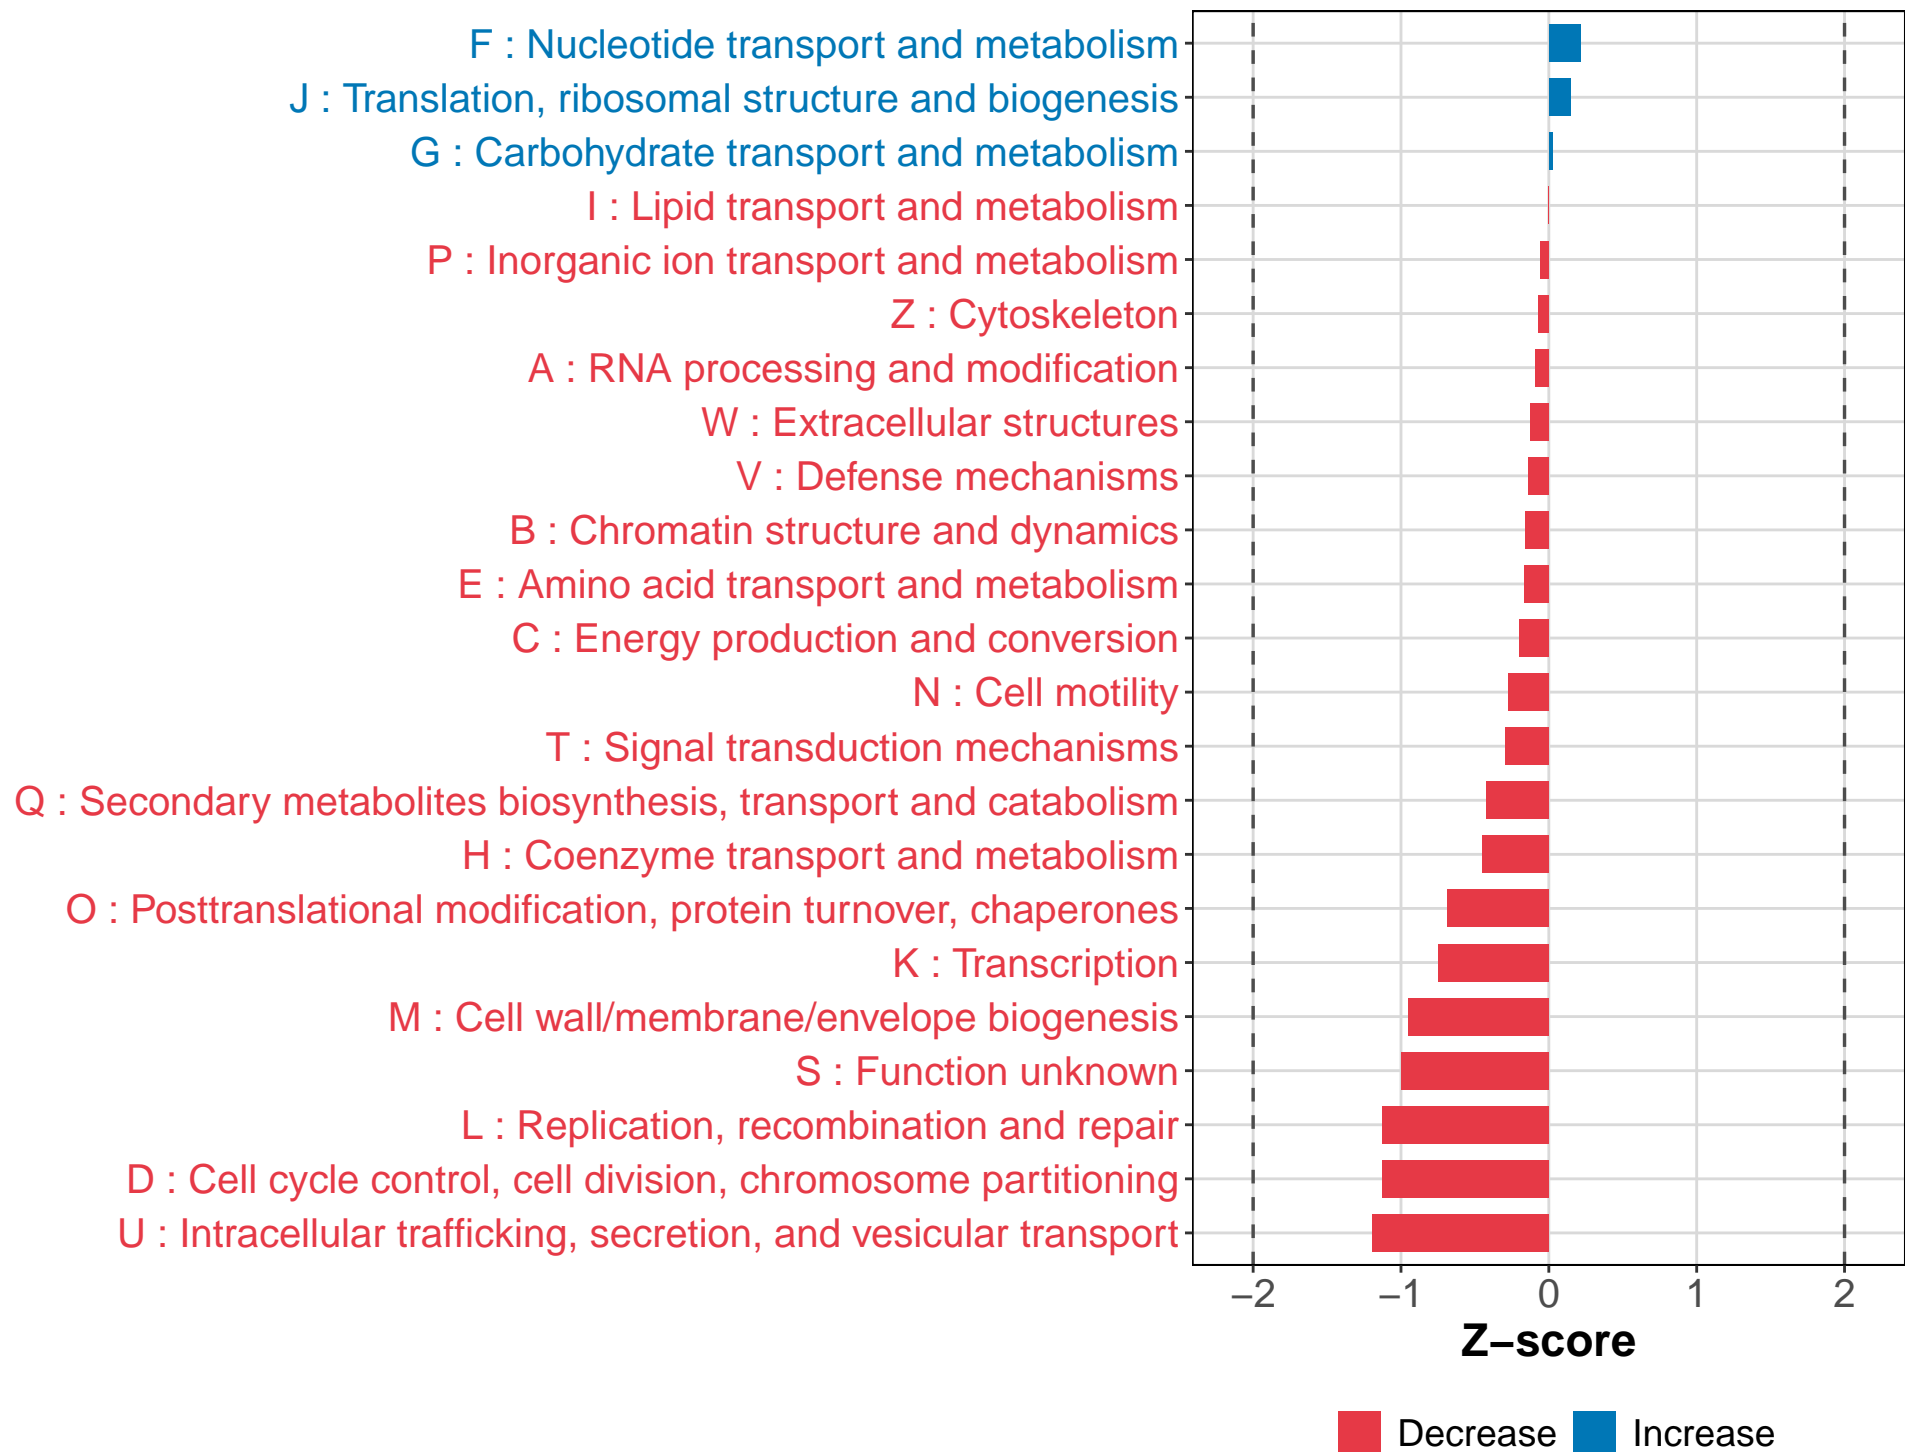 F : Nucleotide transport and metabolism
J : Translation, ribosomal structure and biogenesis
G : Carbohydrate transport and metabolism
I : Lipid transport and metabolism
P : Inorganic ion transport and metabolism
Z : Cytoskeleton
A : RNA processing and modification
W : Extracellular structures
V : Defense mechanisms
B : Chromatin structure and dynamics
E : Amino acid transport and metabolism
C : Energy production and conversion
N : Cell motility
T : Signal transduction mechanisms
Q : Secondary metabolites biosynthesis, transport and catabolism
H : Coenzyme transport and metabolism
O : Posttranslational modification, protein turnover, chaperones
K : Transcription
M : Cell wall/membrane/envelope biogenesis
S : Function unknown
L : Replication, recombination and repair
D : Cell cycle control, cell division, chromosome partitioning
U : Intracellular trafficking, secretion, and vesicular transport
−2 −1 0 1 2
Z−score
Decrease Increase